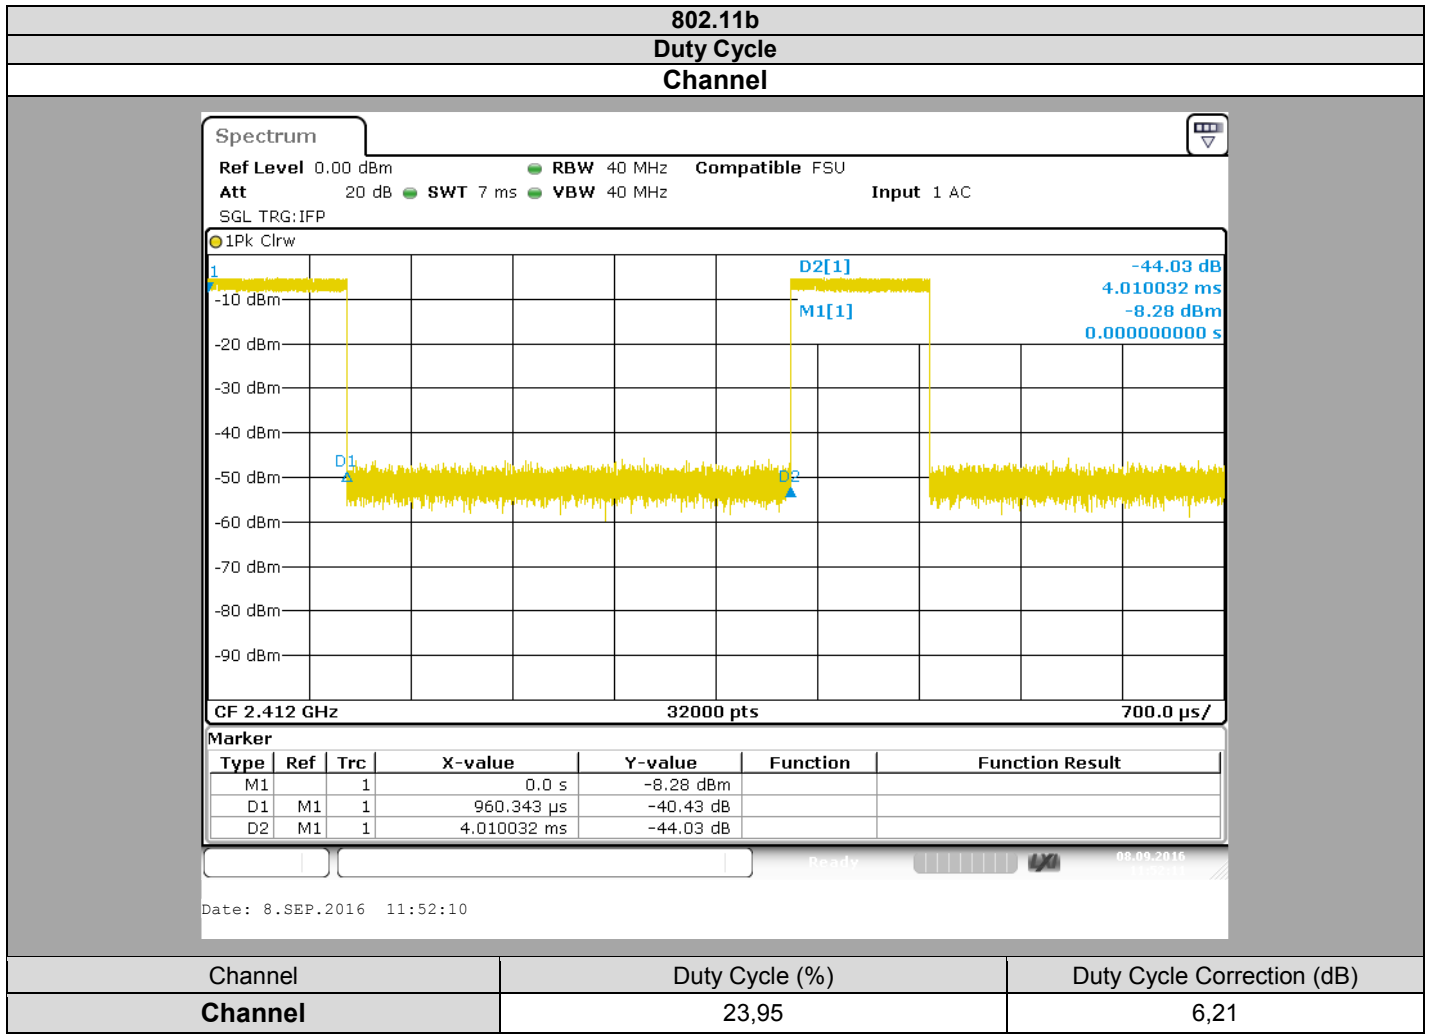 802.11b
Duty Cycle
Channel
Spectrum
Ref Level 0.00 dBm RBW 40 MHz Compatible FSU
Att 20 dB SWT 7 ms VBW 40 MHz Input 1 AC
SGL TRG:IFP
1Pk Clrw
1
D2[1] -44.03 dB
4.010032 ms
M1[1] -8.28 dBm
0.000000000 s
-10 dBm
-20 dBm
-30 dBm
-40 dBm
D1
-50 dBm
D2
-60 dBm
-70 dBm
-80 dBm
-90 dBm
CF 2.412 GHz 32000 pts 700.0 µs/
Marker
Type Ref Trc X-value Y-value Function Function Result
M1 1 0.0 s -8.28 dBm
D1 M1 1 960.343 µs -40.43 dB
D2 M1 1 4.010032 ms -44.03 dB
Ready LXI 08.09.2016
Date: 8.SEP.2016 11:52:10
Channel Duty Cycle (%) Duty Cycle Correction (dB)
Channel 23,95 6,21